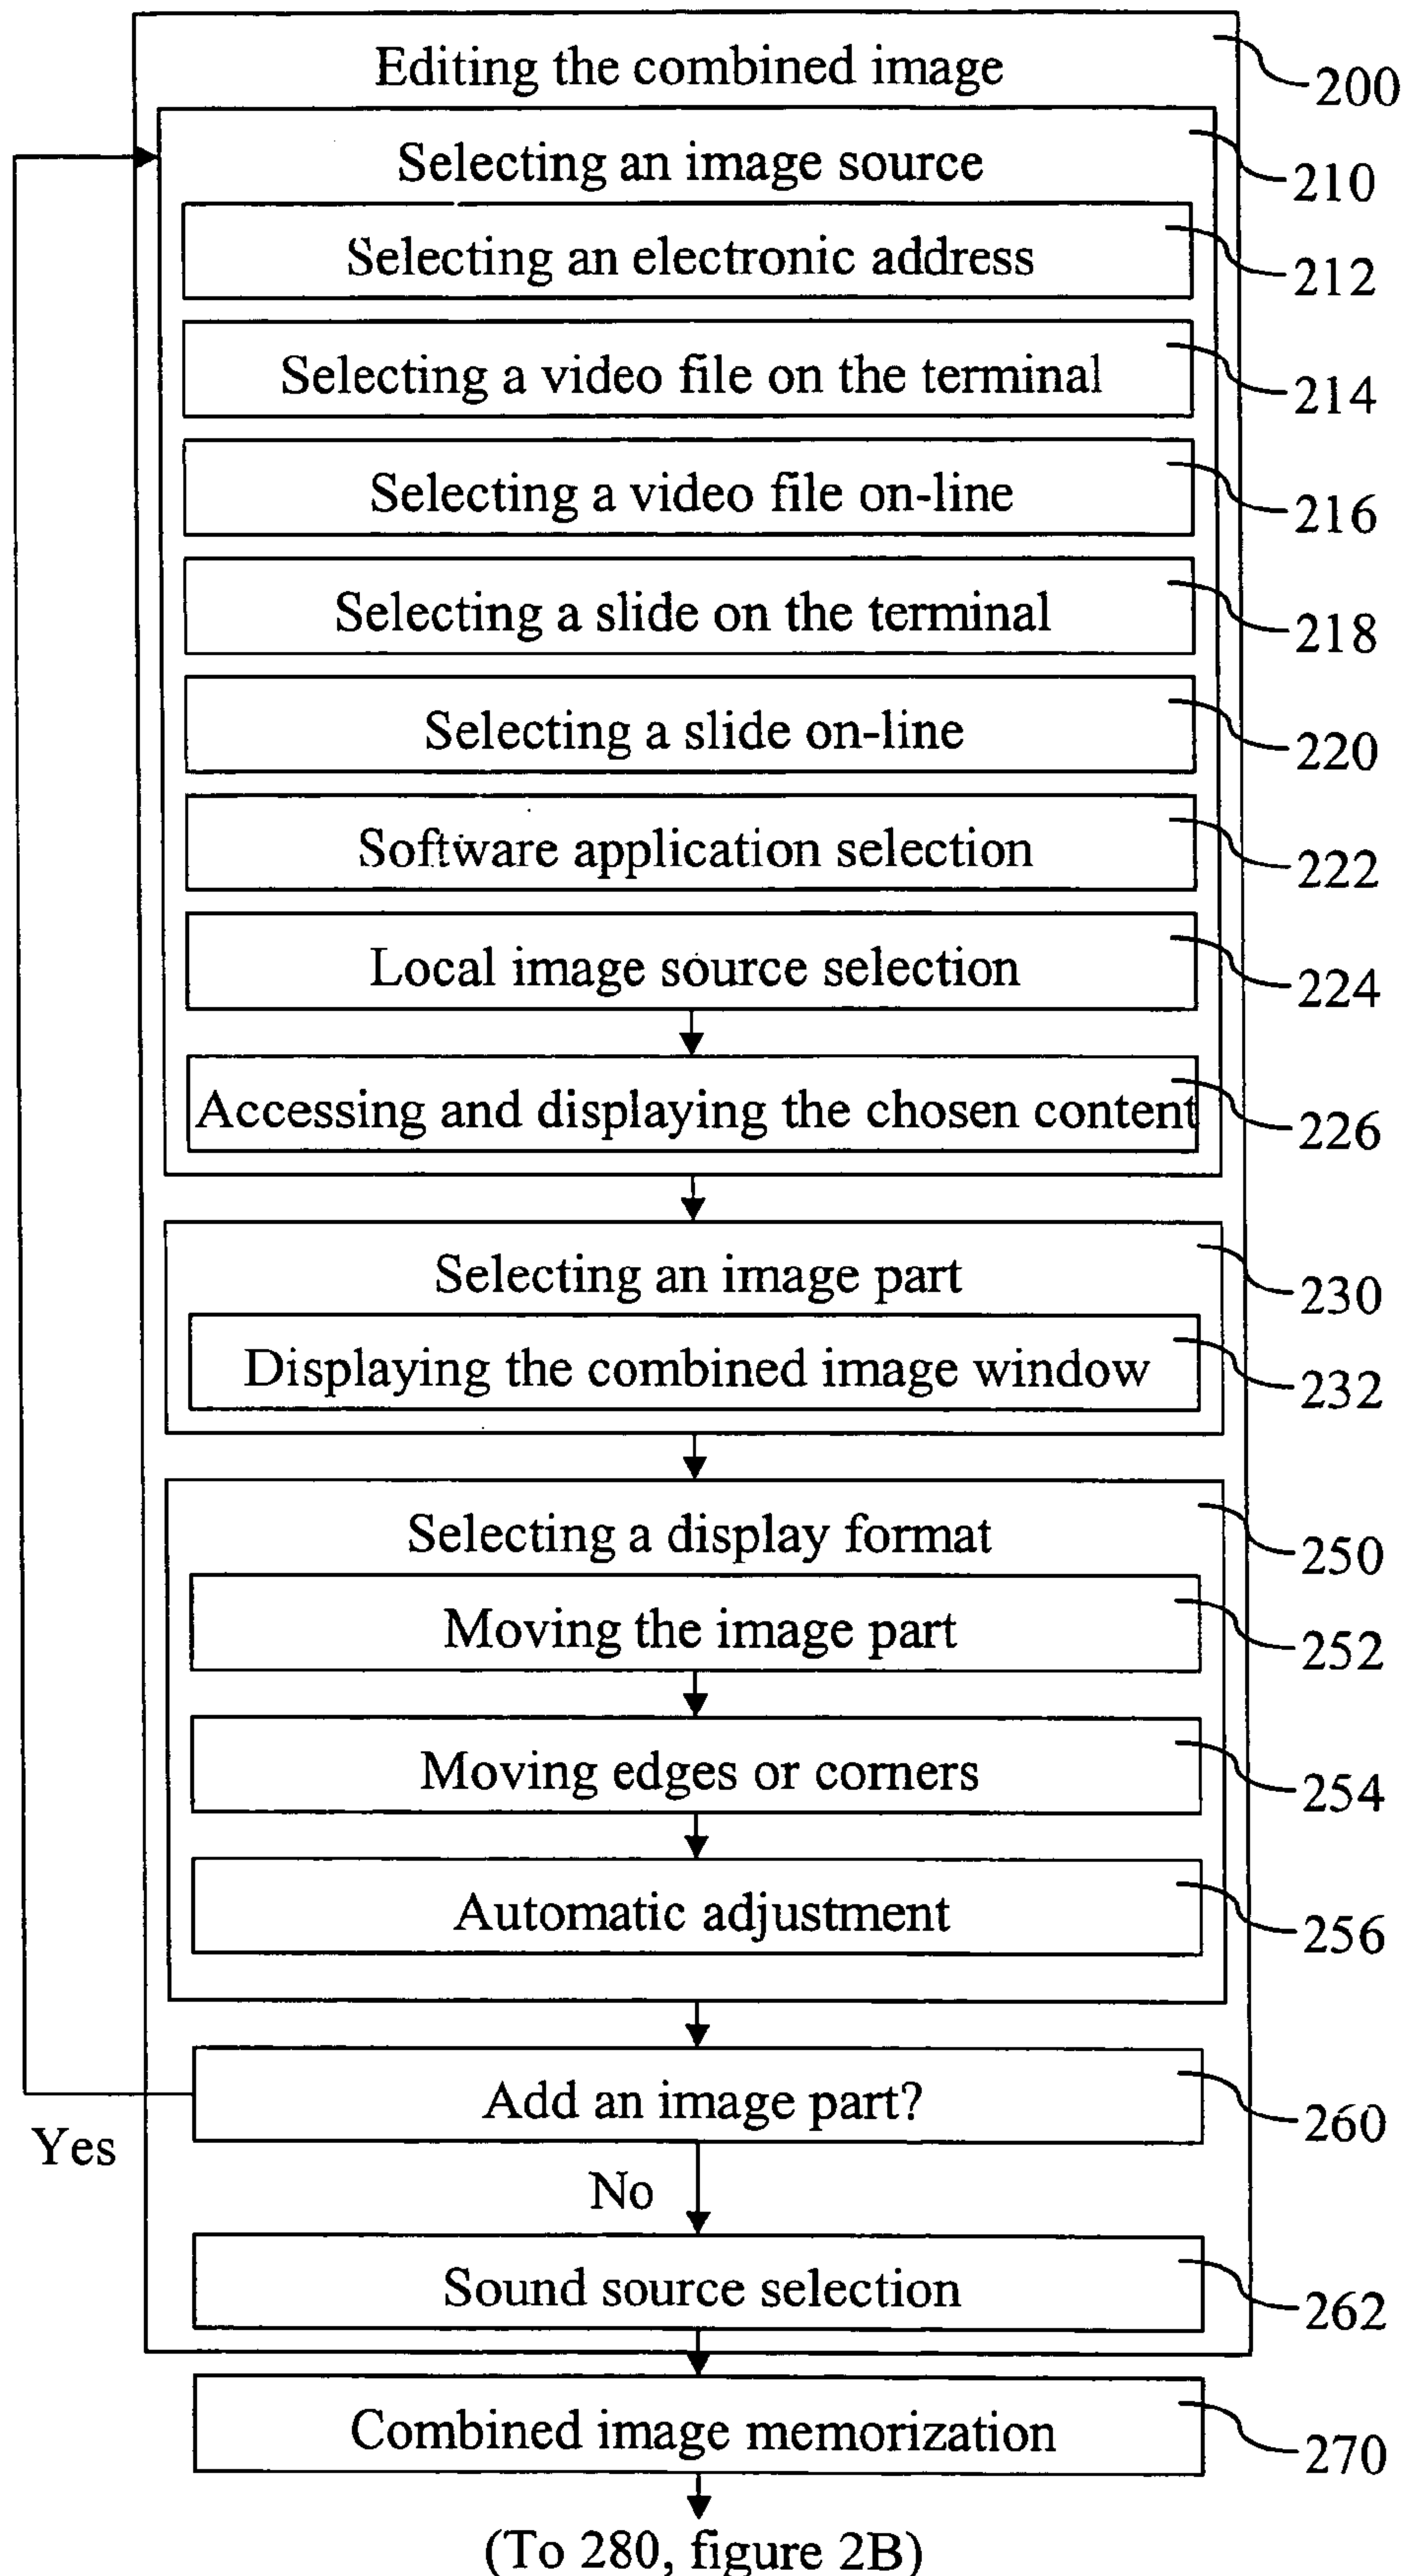 Editing the combined image
200
Selecting an image source
210
Selecting an electronic address
212
Selecting a video file on the terminal
214
Selecting a video file on-line
216
Selecting a slide on the terminal
218
Selecting a slide on-line
220
Software application selection
222
Local image source selection
224
Accessing and displaying the chosen content
226
Selecting an image part
230
Displaying the combined image window
232
Selecting a display format
250
Moving the image part
252
Moving edges or corners
254
Automatic adjustment
256
Add an image part?
260
Yes
No
Sound source selection
262
Combined image memorization
270
(To 280, figure 2B)